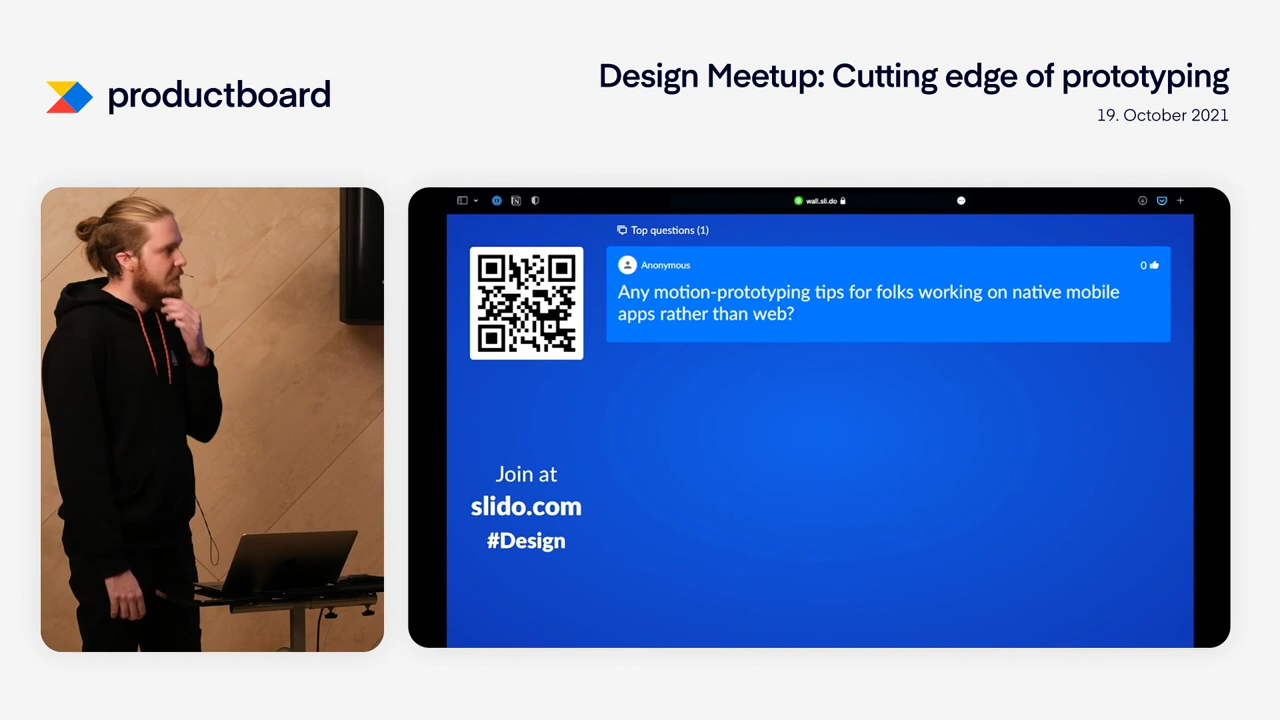 productboard
Design Meetup: Cutting edge of prototyping
19. October 2021
wall.sli.do
Top questions (1)
Anonymous
0
Any motion-prototyping tips for folks working on native mobile
apps rather than web?
Join at
slido.com
#Design